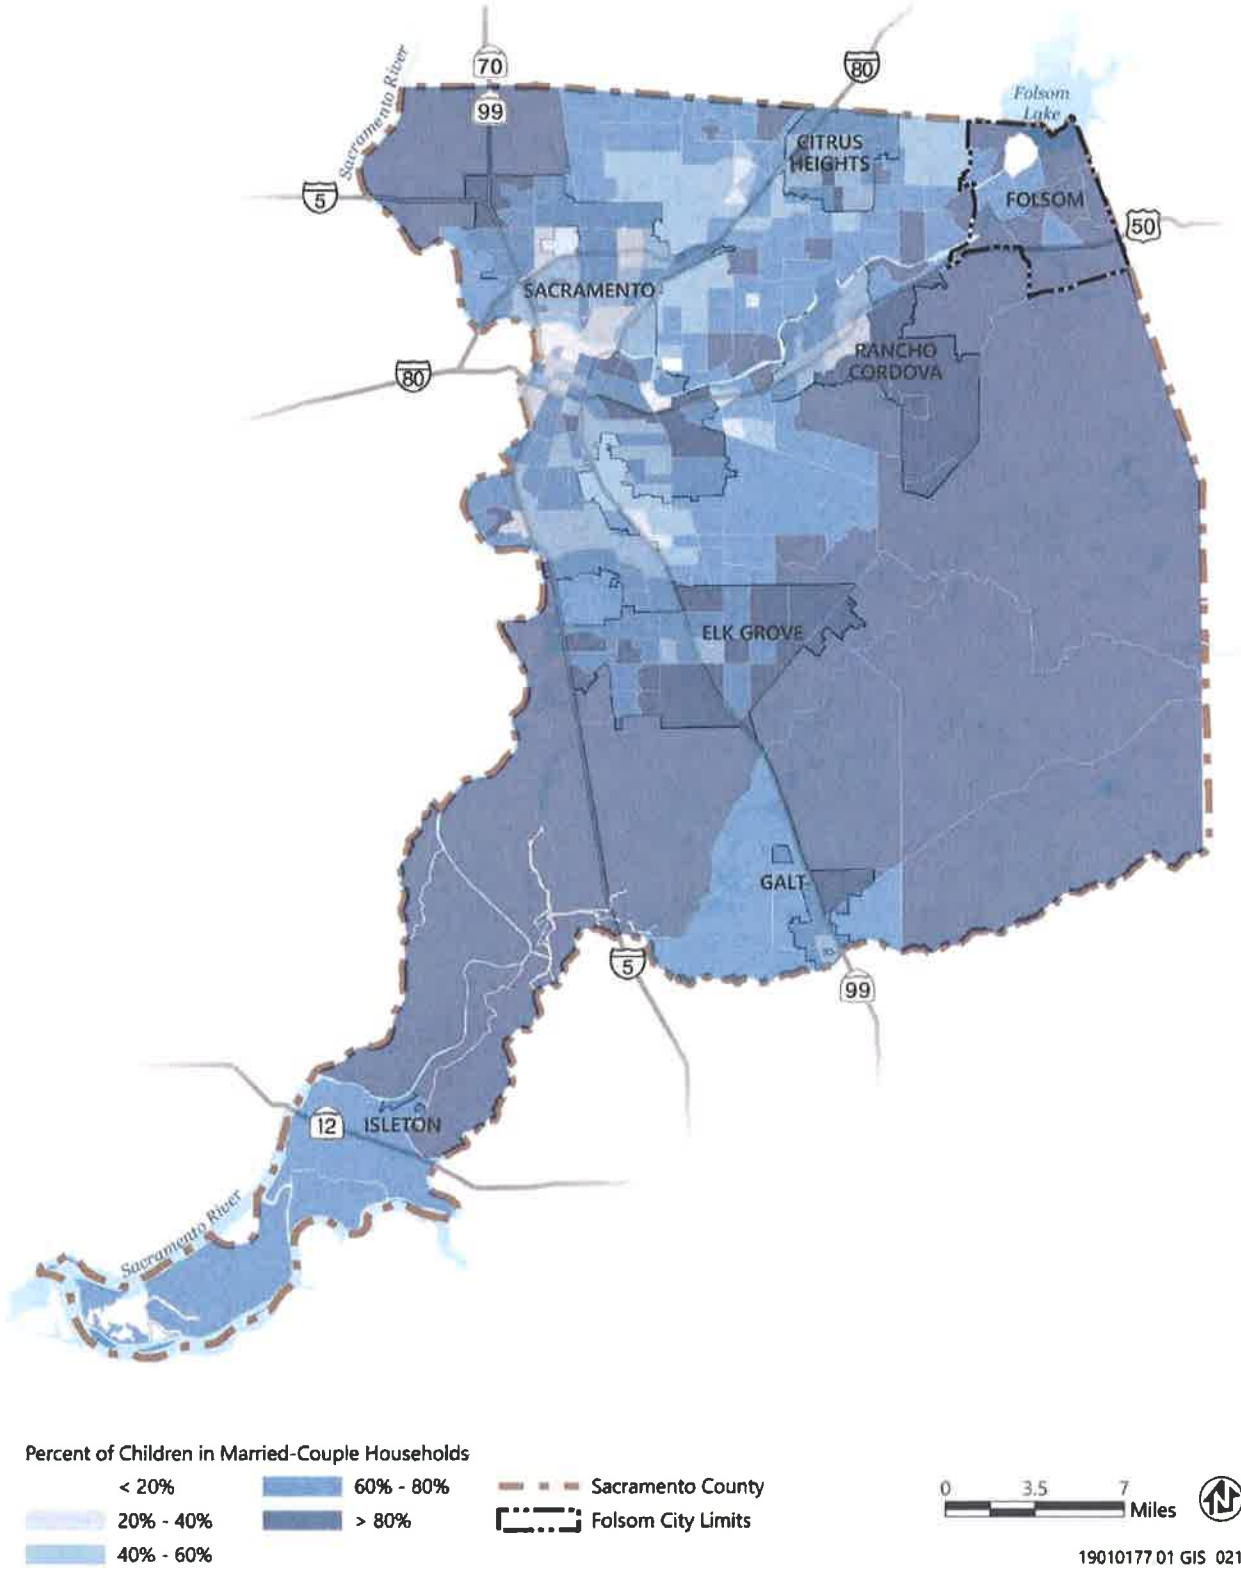 70
80
Sacramento River
99
Folsom
Lake
CITRUS
HEIGHTS
5
FOLSOM
50
SACRAMENTO
RANCHO
CORDOVA
80
ELK GROVE
GALT
5
99
12
ISLETON
Sacramento River
Percent of Children in Married-Couple Households
< 20%
20% - 40%
40% - 60%
60% - 80%
> 80%
Sacramento County
Folsom City Limits
0 3.5 7
Miles
N
19010177 01 GIS 021